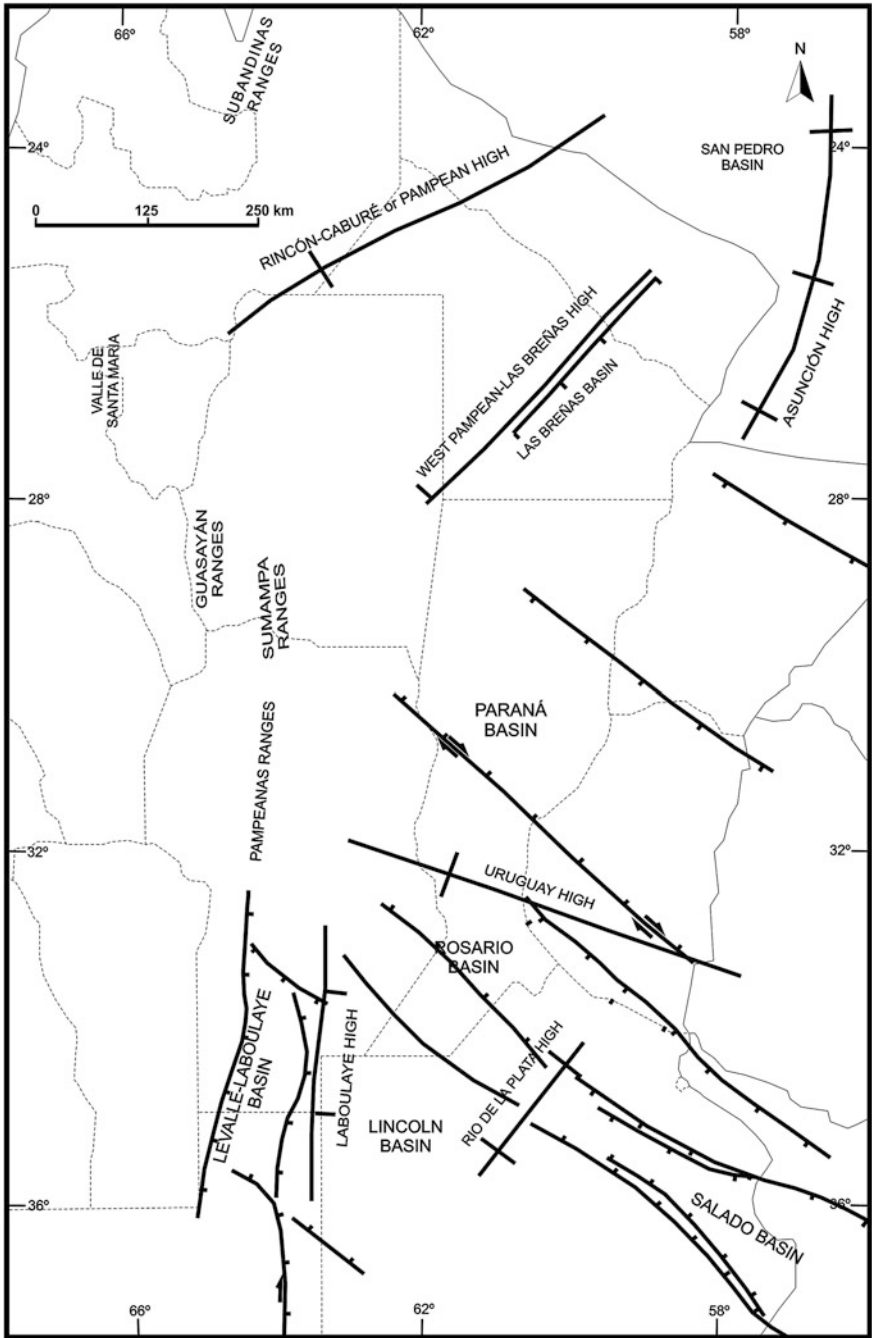 66º
62º
58º
SUBANDINAS
RANGES
N
24º
24º
SAN PEDRO
BASIN
0
125
250 km
RINCÓN-CABURÉ or PAMPEAN HIGH
WEST PAMPEAN-LAS BREÑAS HIGH
LAS BREÑAS BASIN
ASUNCIÓN HIGH
VALLE DE
SANTA MARIA
28º
28º
GUASAYÁN
RANGES
SUMAMPA
RANGES
PARANÁ
BASIN
PAMPEANAS RANGES
32º
32º
URUGUAY HIGH
ROSARIO
BASIN
LEVALLE-LABOULAYE
BASIN
LABOULAYE HIGH
RIO DE LA PLATA HIGH
LINCOLN
BASIN
36º
36º
SALADO BASIN
66º
62º
58º